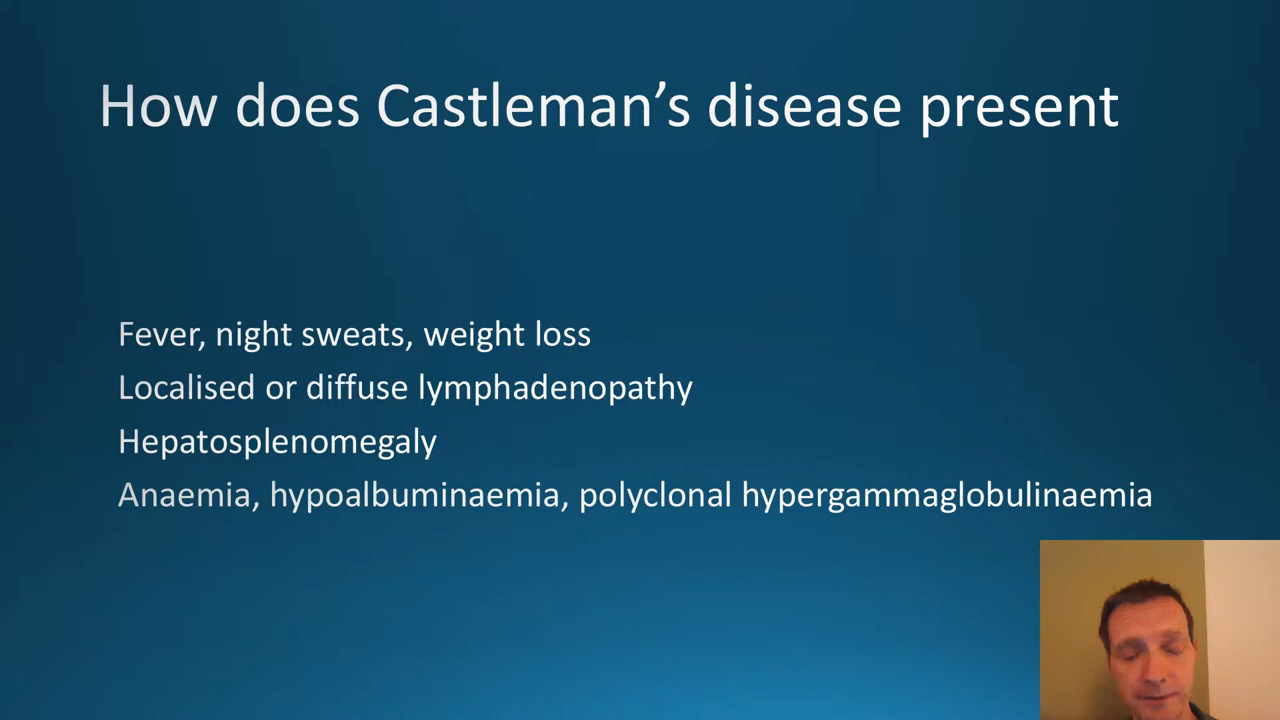 How does Castleman’s disease present
Fever, night sweats, weight loss
Localised or diffuse lymphadenopathy
Hepatosplenomegaly
Anaemia, hypoalbuminaemia, polyclonal hypergammaglobulinaemia